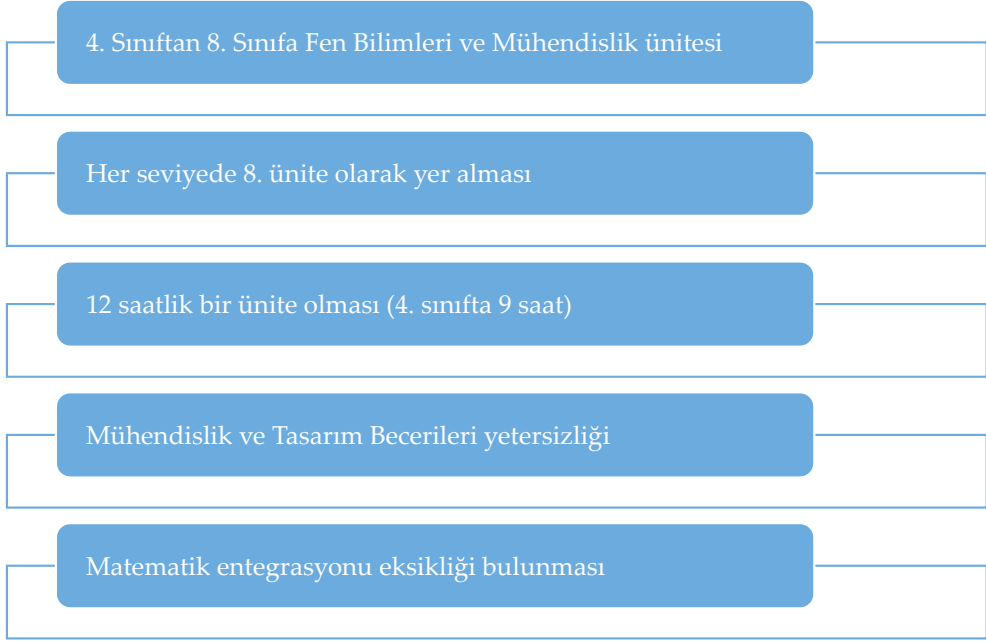 4. Sınıftan 8. Sınıfa Fen Bilimleri ve Mühendislik ünitesi
Her seviyede 8. ünite olarak yer alması
12 saatlik bir ünite olması (4. sınıfta 9 saat)
Mühendislik ve Tasarım Becerileri yetersizliği
Matematik entegrasyonu eksikliği bulunması